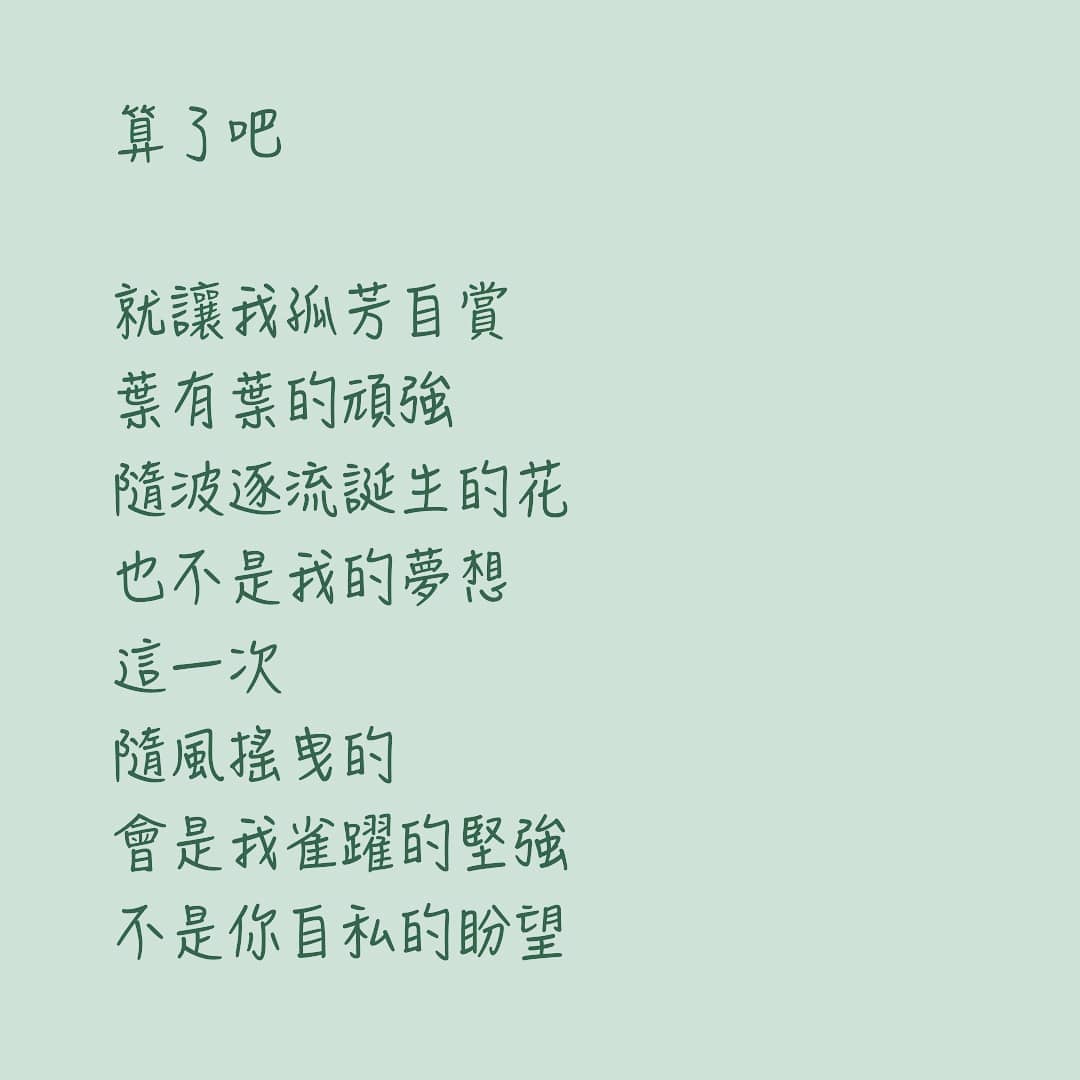 算了吧
就讓我孤芳自賞
葉有葉的頑強
隨波逐流誕生的花
也不是我的夢想
這一次
隨風搖曳的
會是我雀躍的堅強
不是你自私的盼望